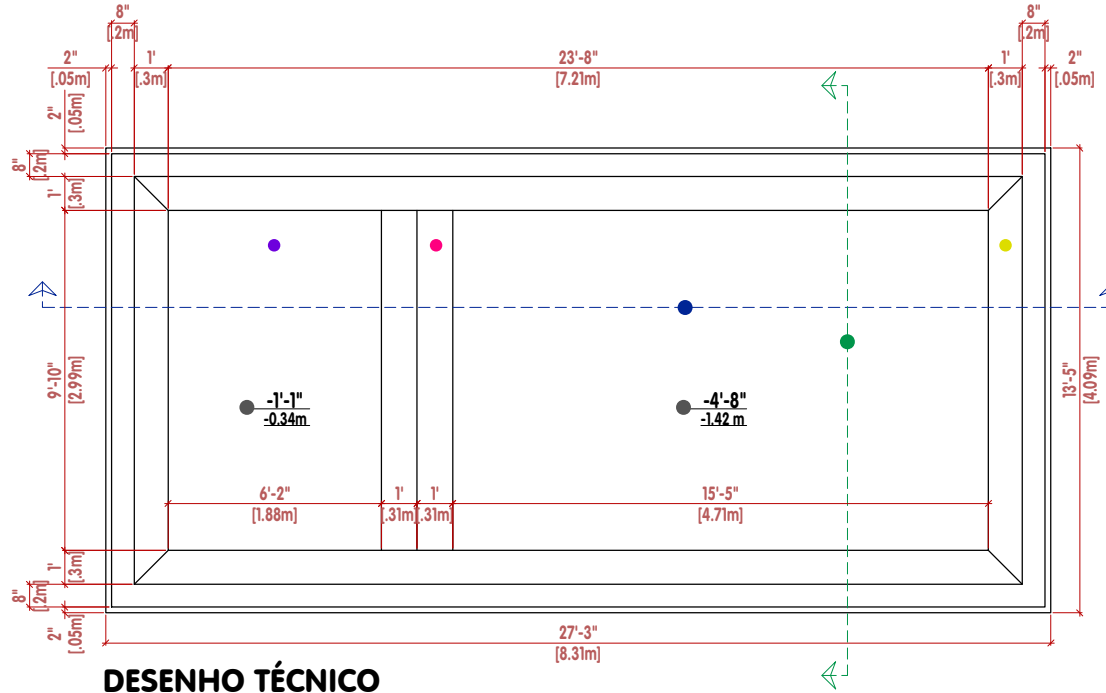 8"
[.2m]
8"
[.2m]
2"
[.05m]
1'
[.3m]
23'-8"
[7.21m]
1'
[.3m]
2"
[.05m]
2"
[.05m]
8"
[.2m]
1'
[.3m]
9'-10"
[2.99m]
13'-5"
[4.09m]
-1'-1"
-0.34m
-4'-8"
-1.42 m
6'-2"
[1.88m]
1'
[.31m]
1'
[.31m]
15'-5"
[4.71m]
1'
[.3m]
8"
[.2m]
2"
[.05m]
27'-3"
[8.31m]
DESENHO TÉCNICO